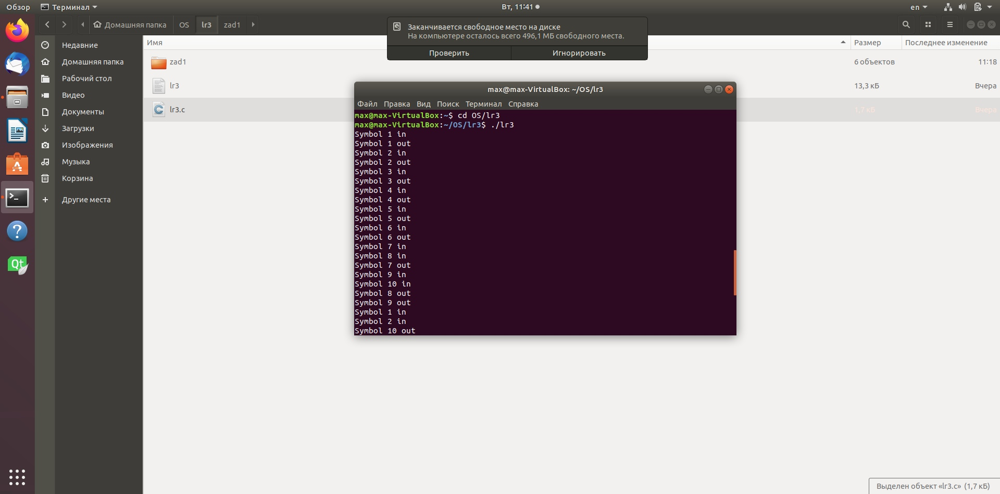 Обзор
Терминал
Вт, 11:41
en
Домашняя папка
OS
lr3
zad1
Заканчивается свободное место на диске
На компьютере осталось всего 496,1 МБ свободного места.
Проверить
Игнорировать
Недавние
Домашняя папка
Рабочий стол
Видео
Документы
Загрузки
Изображения
Музыка
Корзина
Другие места
Имя
Размер
Последнее изменение
zad1
6 объектов
11:18
lr3
13,3 кБ
Вчера
lr3.c
1,7 кБ
Вчера
max@max-VirtualBox: ~/OS/lr3
Файл Правка Вид Поиск Терминал Справка
max@max-VirtualBox:~$ cd OS/lr3
max@max-VirtualBox:~/OS/lr3$ ./lr3
Symbol 1 in
Symbol 1 out
Symbol 2 in
Symbol 2 out
Symbol 3 in
Symbol 3 out
Symbol 4 in
Symbol 4 out
Symbol 5 in
Symbol 5 out
Symbol 6 in
Symbol 6 out
Symbol 7 in
Symbol 8 in
Symbol 7 out
Symbol 9 in
Symbol 10 in
Symbol 8 out
Symbol 9 out
Symbol 1 in
Symbol 2 in
Symbol 10 out
Qt
Выделен объект «lr3.c» (1,7 кБ)